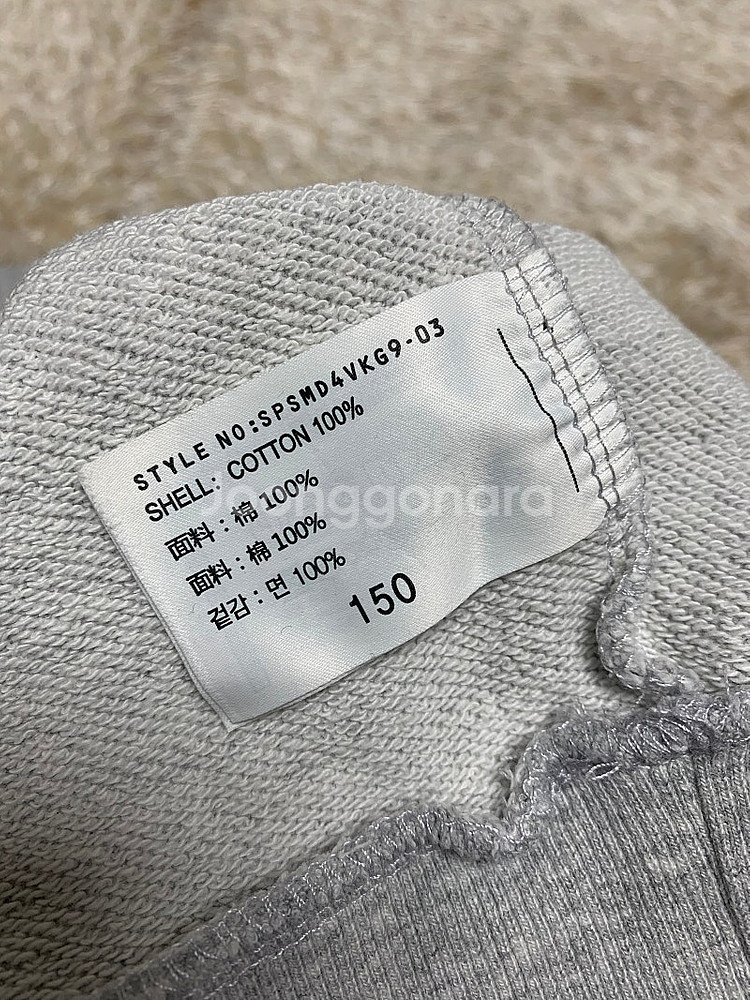 STYLE NO:SPSMD4VKG9-03
SHELL: COTTON 100%
面料 : 棉 100%
面料 : 棉 100%
겉감 : 면 100%
150
Joonggonara